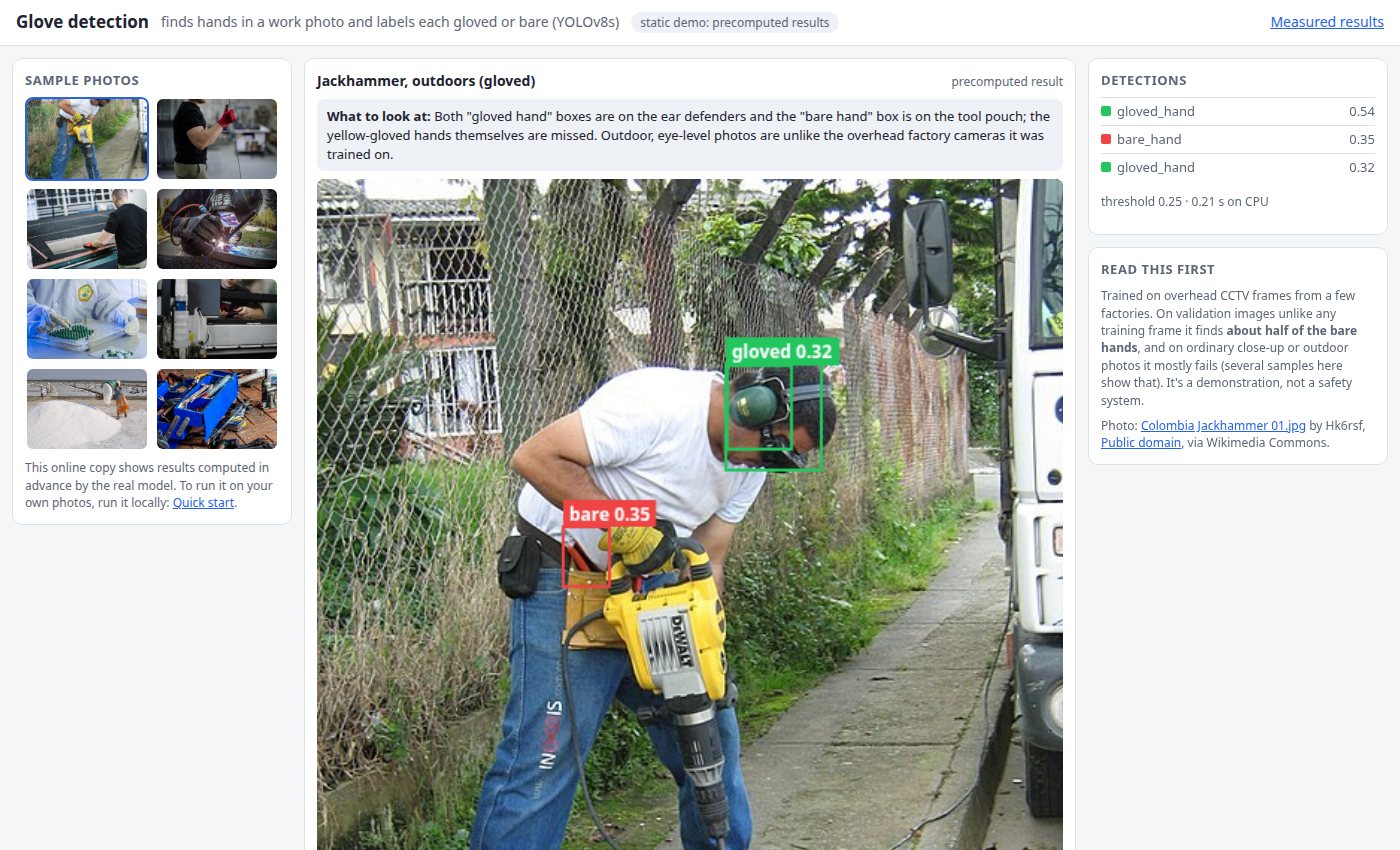 Glove detection finds hands in a work photo and labels each gloved or bare (YOLOv8s) static demo: precomputed results Measured results
SAMPLE PHOTOS
This online copy shows results computed in
advance by the real model. To run it on your
own photos, run it locally: Quick start.
Jackhammer, outdoors (gloved) precomputed result
What to look at: Both "gloved hand" boxes are on the ear defenders and the "bare hand" box is on the tool pouch; the
yellow-gloved hands themselves are missed. Outdoor, eye-level photos are unlike the overhead factory cameras it was
trained on.
gloved 0.32
bare 0.35
DEWALT
DETECTIONS
gloved_hand 0.54
bare_hand 0.35
gloved_hand 0.32
threshold 0.25 · 0.21 s on CPU
READ THIS FIRST
Trained on overhead CCTV frames from a few
factories. On validation images unlike any
training frame it finds about half of the bare
hands, and on ordinary close-up or outdoor
photos it mostly fails (several samples here
show that). It's a demonstration, not a safety
system.
Photo: Colombia Jackhammer 01.jpg by Hk6rsf,
Public domain, via Wikimedia Commons.